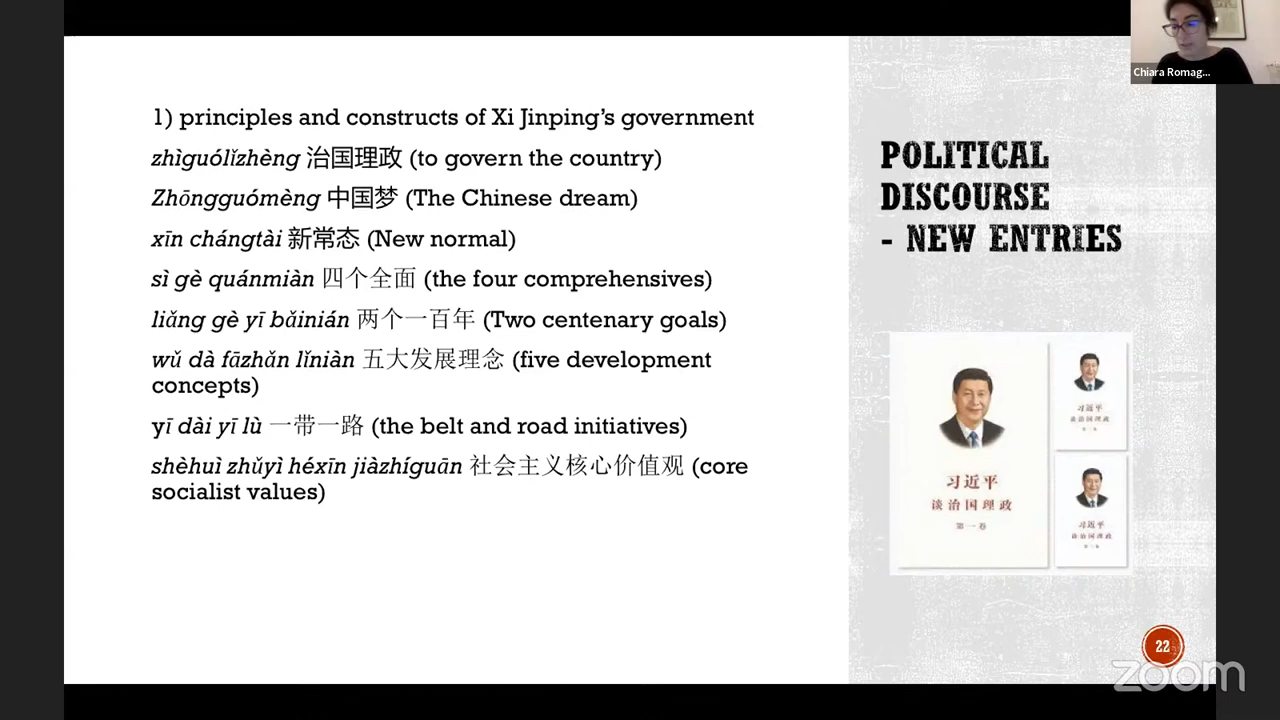 Chiara Romag...
1) principles and constructs of Xi Jinping’s government
zhìguólǐzhèng 治国理政 (to govern the country)
Zhōngguómèng 中国梦 (The Chinese dream)
xīn chángtài 新常态 (New normal)
sì gè quánmiàn 四个全面 (the four comprehensives)
liǎng gè yī bǎinián 两个一百年 (Two centenary goals)
wǔ dà fāzhǎn lǐniàn 五大发展理念 (five development
concepts)
yī dài yī lù 一带一路 (the belt and road initiatives)
shèhuì zhǔyì héxīn jiàzhíguān 社会主义核心价值观 (core
socialist values)
POLITICAL
DISCOURSE
- NEW ENTRIES
习近平
谈治国理政
第一卷
习近平
谈治国理政
习近平
谈治国理政
22
zoom